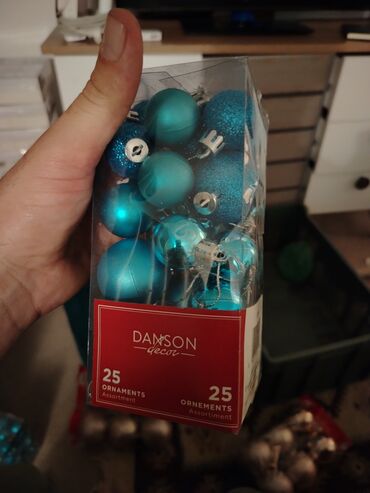 DANSON
decor
25
ORNAMENTS
Assortment
25
ORNEMENTS
Assortiment